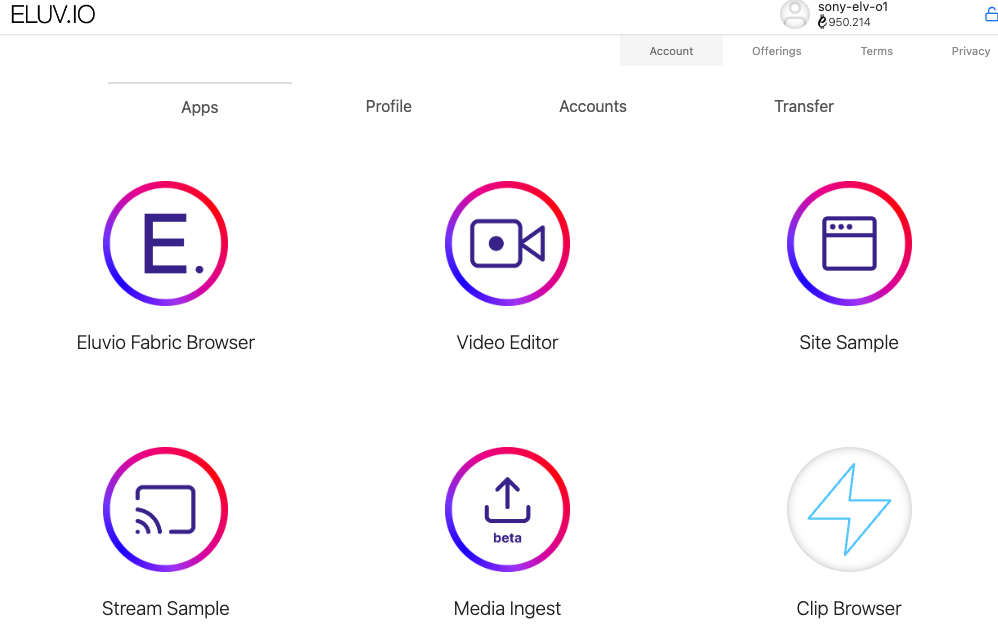 ELUV.IO
sony-elv-o1
950.214
Account Offerings Terms Privacy
Apps Profile Accounts Transfer
E.
Eluvio Fabric Browser Video Editor Site Sample
beta
Stream Sample Media Ingest Clip Browser